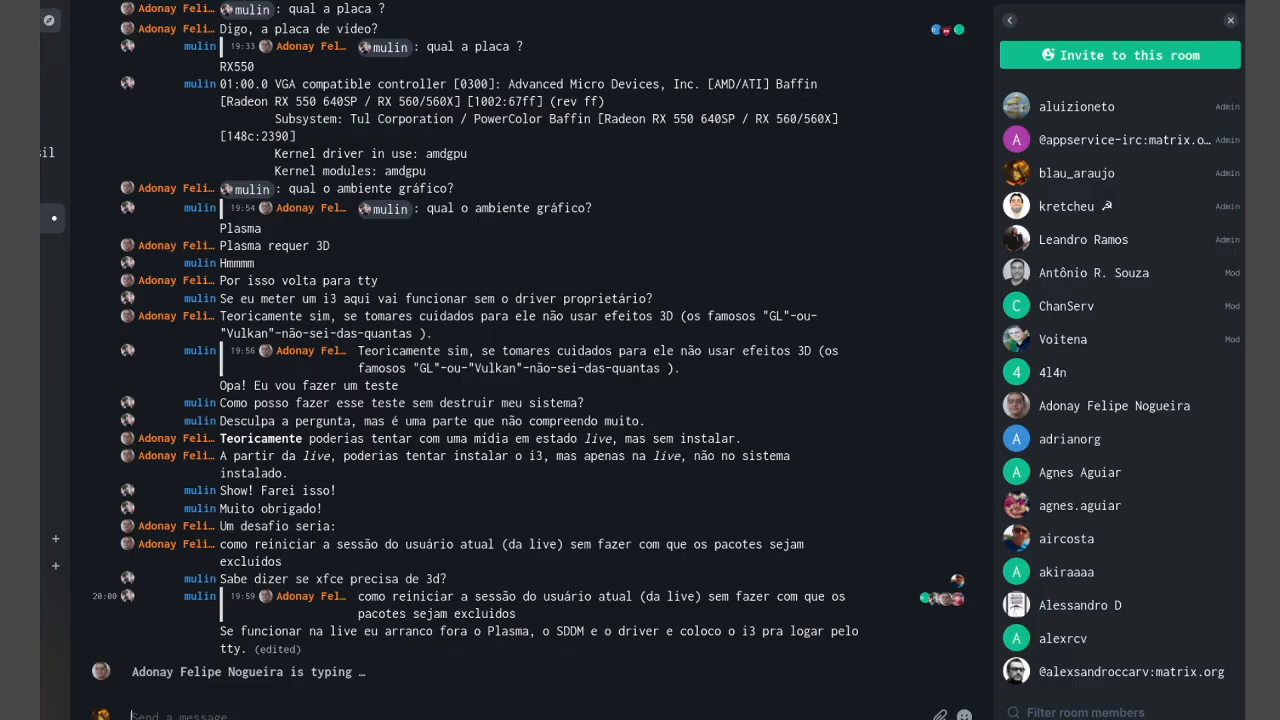 Adonay Feli… mulin : qual a placa ?
Adonay Feli… Digo, a placa de vídeo?
mulin 19:33 Adonay Fel… mulin : qual a placa ?
RX550
mulin 01:00.0 VGA compatible controller [0300]: Advanced Micro Devices, Inc. [AMD/ATI] Baffin
[Radeon RX 550 640SP / RX 560/560X] [1002:67ff] (rev ff)
Subsystem: Tul Corporation / PowerColor Baffin [Radeon RX 550 640SP / RX 560/560X]
[148c:2390]
Kernel driver in use: amdgpu
Kernel modules: amdgpu
Adonay Feli… mulin : qual o ambiente gráfico?
mulin 19:54 Adonay Fel… mulin : qual o ambiente gráfico?
Plasma
Adonay Feli… Plasma requer 3D
mulin Hmmmm
Adonay Feli… Por isso volta para tty
mulin Se eu meter um i3 aqui vai funcionar sem o driver proprietário?
Adonay Feli… Teoricamente sim, se tomares cuidados para ele não usar efeitos 3D (os famosos "GL"-ou-
"Vulkan"-não-sei-das-quantas ).
mulin 19:56 Adonay Fel… Teoricamente sim, se tomares cuidados para ele não usar efeitos 3D (os
famosos "GL"-ou-"Vulkan"-não-sei-das-quantas ).
Opa! Eu vou fazer um teste
mulin Como posso fazer esse teste sem destruir meu sistema?
mulin Desculpa a pergunta, mas é uma parte que não compreendo muito.
Adonay Feli… Teoricamente poderias tentar com uma mídia em estado live, mas sem instalar.
Adonay Feli… A partir da live, poderias tentar instalar o i3, mas apenas na live, não no sistema
instalado.
mulin Show! Farei isso!
mulin Muito obrigado!
Adonay Feli… Um desafio seria:
Adonay Feli… como reiniciar a sessão do usuário atual (da live) sem fazer com que os pacotes sejam
excluidos
mulin Sabe dizer se xfce precisa de 3d?
20:00 mulin 19:59 Adonay Fel… como reiniciar a sessão do usuário atual (da live) sem fazer com que os
pacotes sejam excluidos
Se funcionar na live eu arranco fora o Plasma, o SDDM e o driver e coloco o i3 pra logar pelo
tty. (edited)
Adonay Felipe Nogueira is typing …
Send a message
sil
Invite to this room
aluizioneto Admin
A @appservice-irc:matrix.o… Admin
blau_araujo Admin
kretcheu ☭ Admin
Leandro Ramos Admin
Antônio R. Souza Mod
C ChanServ Mod
Voitena Mod
4 4l4n
Adonay Felipe Nogueira
A adrianorg
A Agnes Aguiar
agnes.aguiar
aircosta
A akiraaaa
Alessandro D
A alexrcv
@alexsandroccarv:matrix.org
Filter room members